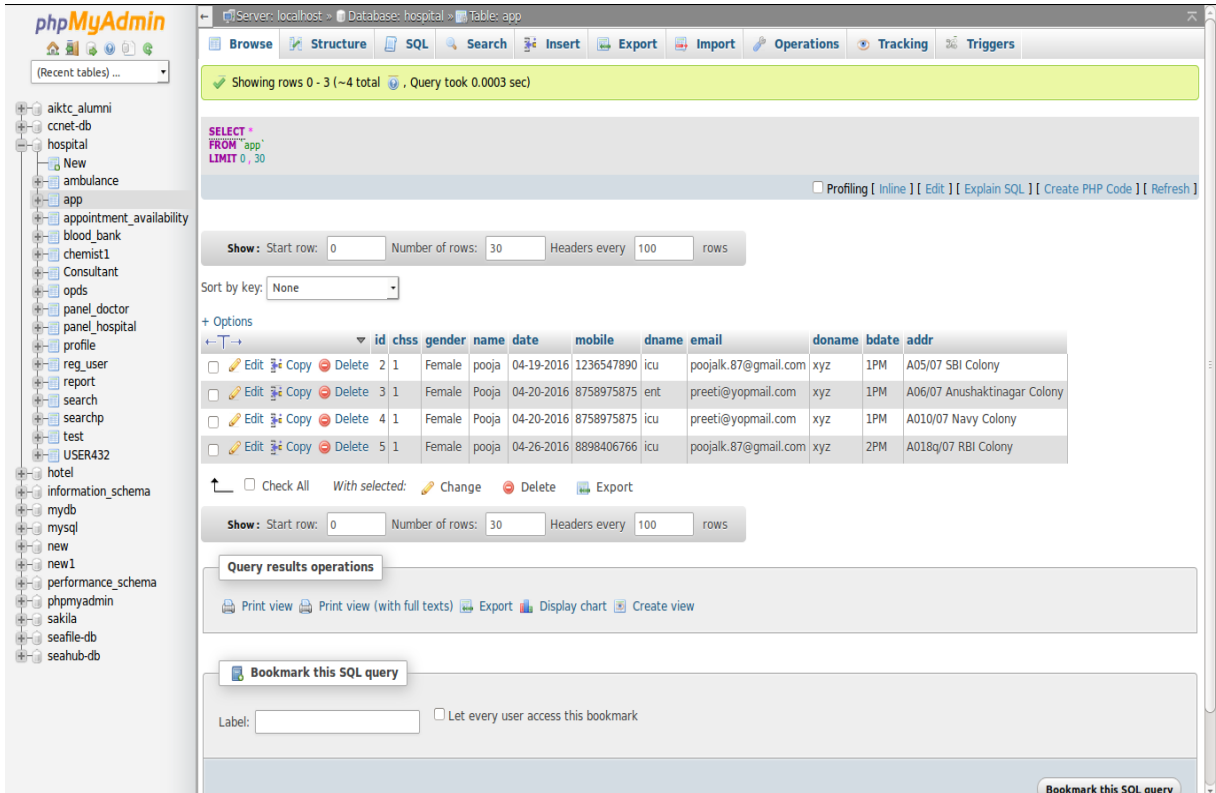 phpMyAdmin
(Recent tables) ...
aiktc_alumni
ccnet-db
hospital
New
ambulance
app
appointment_availability
blood_bank
chemist1
Consultant
opds
panel_doctor
panel_hospital
profile
reg_user
report
search
searchp
test
USER432
hotel
information_schema
mydb
mysql
new
new1
performance_schema
phpmyadmin
sakila
seafile-db
seahub-db
Server: localhost » Database: hospital » Table: app
Browse Structure SQL Search Insert Export Import Operations Tracking Triggers
Showing rows 0 - 3 (~4 total , Query took 0.0003 sec)
SELECT *
FROM `app`
LIMIT 0 , 30
Profiling [ Inline ] [ Edit ] [ Explain SQL ] [ Create PHP Code ] [ Refresh ]
Show : Start row: 0 Number of rows: 30 Headers every 100 rows
Sort by key: None
+ Options
←T→ id chss gender name date mobile dname email doname bdate addr
Edit Copy Delete 2 1 Female pooja 04-19-2016 1236547890 icu poojalk.87@gmail.com xyz 1PM A05/07 SBI Colony
Edit Copy Delete 3 1 Female Pooja 04-20-2016 8758975875 ent preeti@yopmail.com xyz 1PM A06/07 Anushaktinagar Colony
Edit Copy Delete 4 1 Female Pooja 04-20-2016 8758975875 icu preeti@yopmail.com xyz 1PM A010/07 Navy Colony
Edit Copy Delete 5 1 Female pooja 04-26-2016 8898406766 icu poojalk.87@gmail.com xyz 2PM A018q/07 RBI Colony
Check All With selected: Change Delete Export
Show : Start row: 0 Number of rows: 30 Headers every 100 rows
Query results operations
Print view Print view (with full texts) Export Display chart Create view
Bookmark this SQL query
Label: Let every user access this bookmark
Bookmark this SQL query